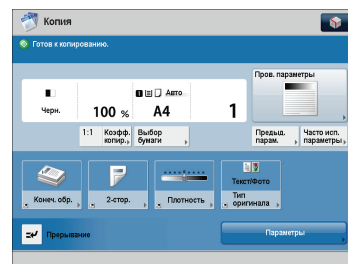 Копия
Готов к копированию.
Пров. параметры
Авто
Черн.
100 %
A4
1
1:1
Коэфф. копир.
Выбор бумаги
Предыд. парам.
Часто исп. параметры
Конеч. обр.
2-стор.
Плотность
Текст/Фото
Тип оригинала
Прерывание
Параметры